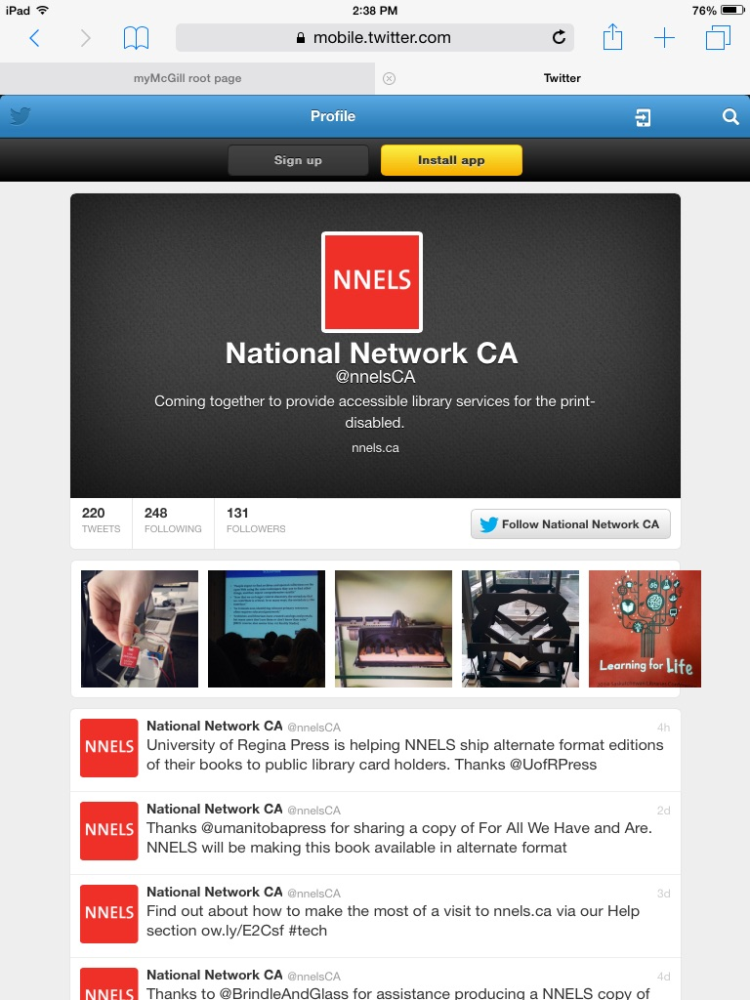 iPad 2:38 PM 76%
mobile.twitter.com
myMcGill root page Twitter
Profile
Sign up Install app
NNELS
National Network CA
@nnelsCA
Coming together to provide accessible library services for the print-
disabled.
nnels.ca
220 248 131
TWEETS FOLLOWING FOLLOWERS
Follow National Network CA
Learning for Life
National Network CA @nnelsCA 4h
NNELS
University of Regina Press is helping NNELS ship alternate format editions
of their books to public library card holders. Thanks @UofRPress
National Network CA @nnelsCA 2d
NNELS
Thanks @umanitobapress for sharing a copy of For All We Have and Are.
NNELS will be making this book available in alternate format
National Network CA @nnelsCA 3d
NNELS
Find out about how to make the most of a visit to nnels.ca via our Help
section ow.ly/E2Csf #tech
National Network CA @nnelsCA 4d
NNELS
Thanks to @BrindleAndGlass for assistance producing a NNELS copy of